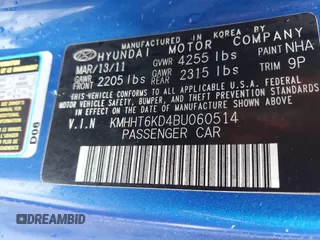 MANUFACTURED IN KOREA BY
HYUNDAI MOTOR COMPANY
MAR/13/11 GVWR 4255 lbs PAINT NHA
GAWR FRONT 2205 lbs GAWR REAR 2315 lbs TRIM 9P
THIS VEHICLE CONFORMS TO ALL APPLICABLE
FEDERAL MOTOR VEHICLE SAFETY, BUMPER, AND
THEFT PREVENTION STANDARDS IN EFFECT ON THE
DATE OF MANUFACTURE SHOWN ABOVE.
V.I.N KMHHT6KD4BU060514
PASSENGER CAR
D06
© DREAMBID